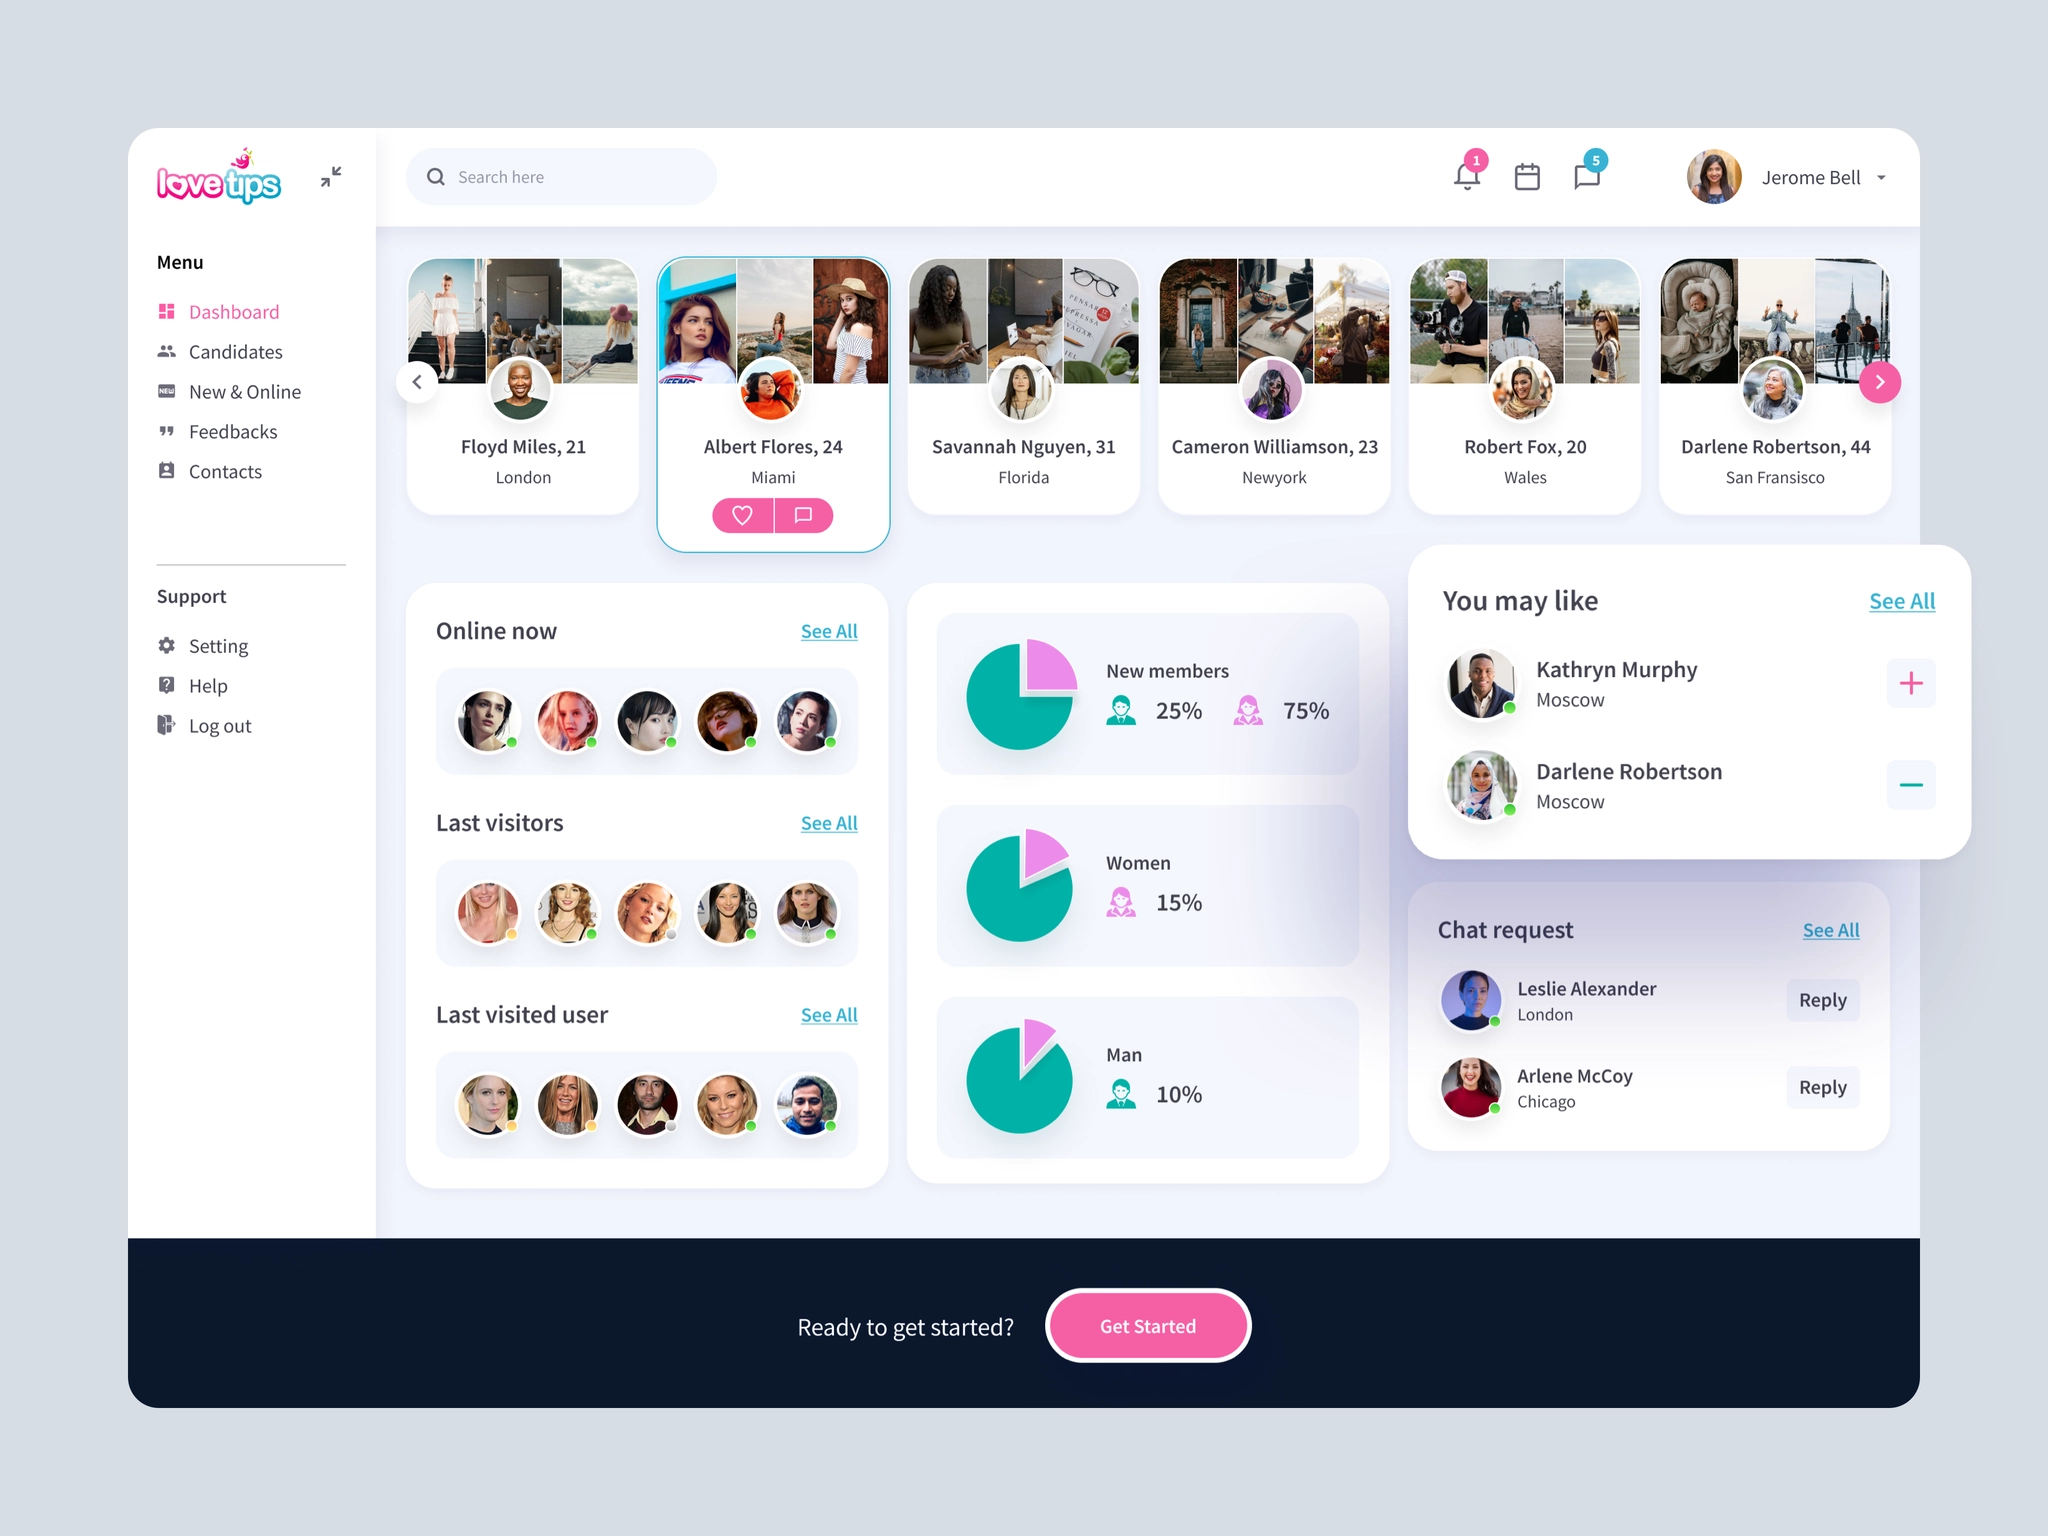 lovetips
Search here
1
5
Jerome Bell
Menu
Dashboard
Candidates
NEW
New & Online
Feedbacks
Contacts
Support
Setting
Help
Log out
Floyd Miles, 21
London
Albert Flores, 24
Miami
Savannah Nguyen, 31
Florida
Cameron Williamson, 23
Newyork
Robert Fox, 20
Wales
Darlene Robertson, 44
San Fransisco
Online now
See All
Last visitors
See All
Last visited user
See All
New members
25%
75%
Women
15%
Man
10%
You may like
See All
Kathryn Murphy
Moscow
Darlene Robertson
Moscow
Chat request
See All
Leslie Alexander
London
Reply
Arlene McCoy
Chicago
Reply
Ready to get started?
Get Started